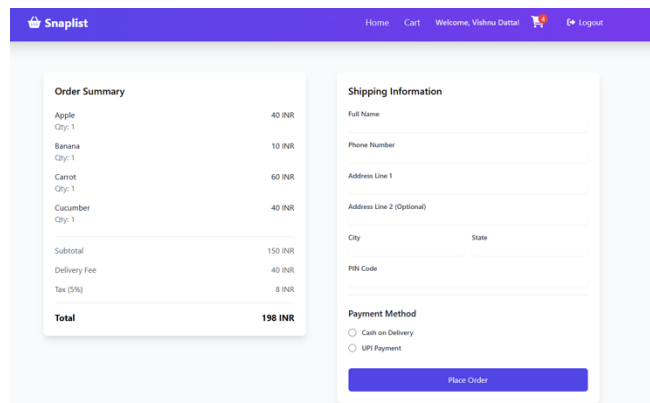 Snaplist
Home Cart Welcome, Vishnu Datta! 4 Logout
Order Summary
Apple 40 INR
Qty: 1
Banana 10 INR
Qty: 1
Carrot 60 INR
Qty: 1
Cucumber 40 INR
Qty: 1
Subtotal 150 INR
Delivery Fee 40 INR
Tax (5%) 8 INR
Total 198 INR
Shipping Information
Full Name
Phone Number
Address Line 1
Address Line 2 (Optional)
City State
PIN Code
Payment Method
Cash on Delivery
UPI Payment
Place Order